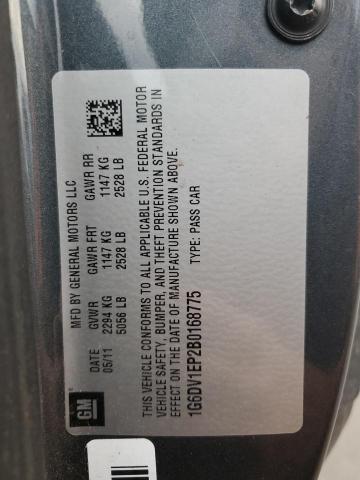 MFD BY GENERAL MOTORS LLC
DATE GVWR GAWR FRT GAWR RR
05/11 2294 KG 1147 KG 1147 KG
5056 LB 2528 LB 2528 LB
THIS VEHICLE CONFORMS TO ALL APPLICABLE U.S. FEDERAL MOTOR
VEHICLE SAFETY, BUMPER, AND THEFT PREVENTION STANDARDS IN
EFFECT ON THE DATE OF MANUFACTURE SHOWN ABOVE.
1G6DV1EP2B0168775 TYPE: PASS CAR
GM